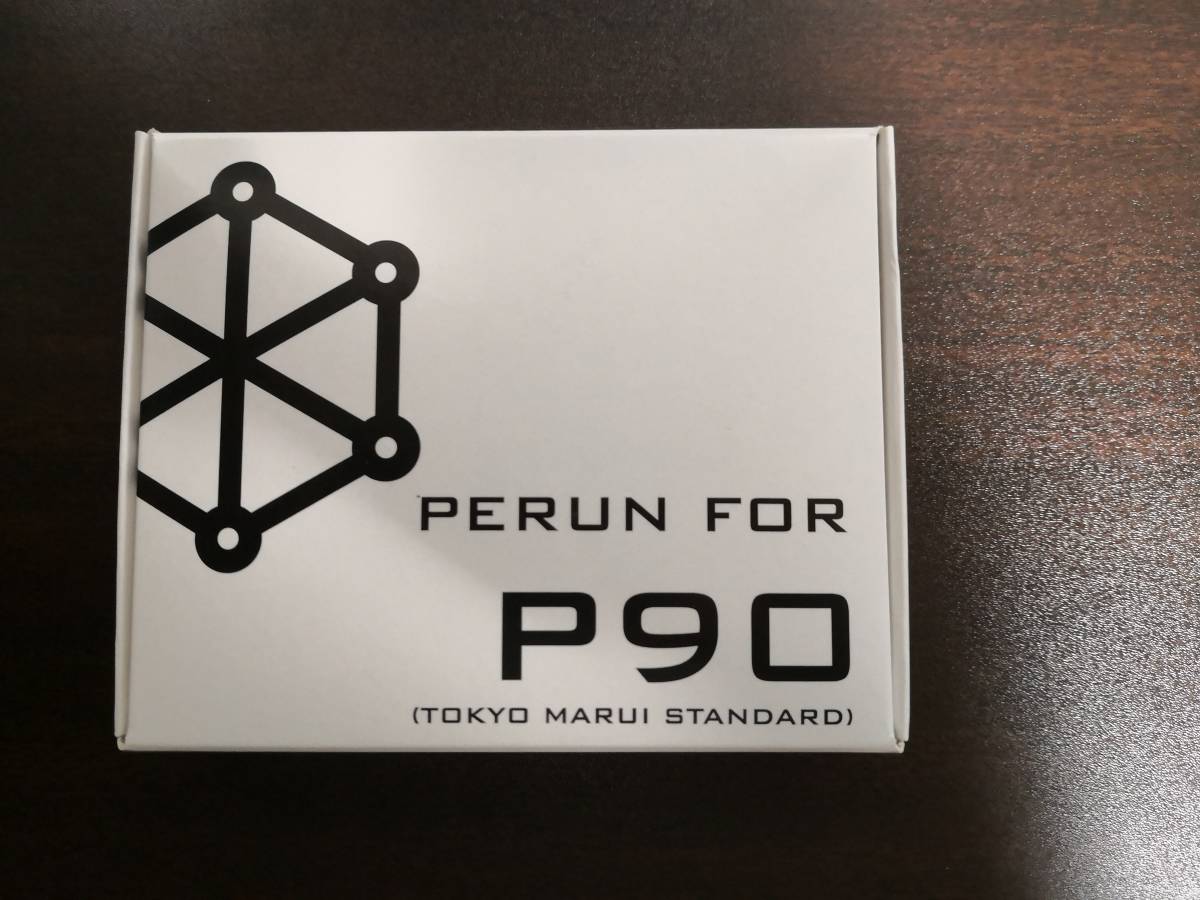 PERUN FOR
P90
(TOKYO MARUI STANDARD)